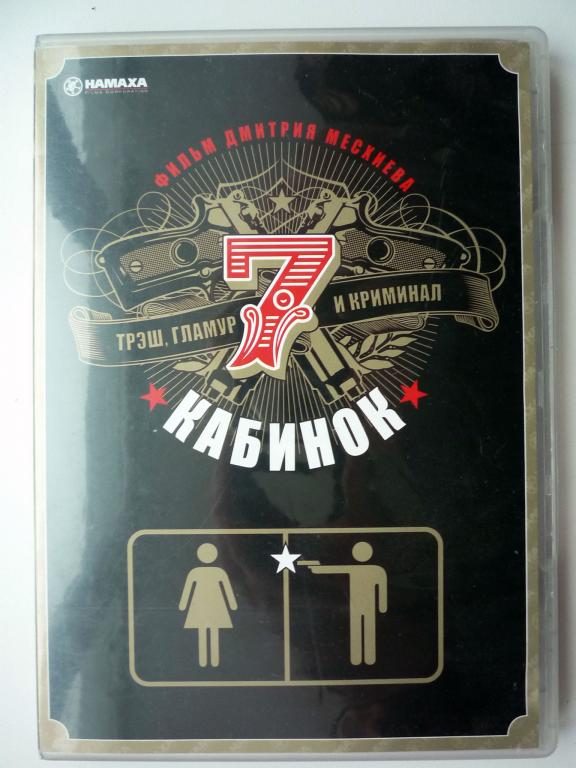 НАМАХА
ФИЛЬМ ДМИТРИЯ МЕСХИЕВА
7
ТРЭШ, ГЛАМУР И КРИМИНАЛ
КАБИНОК